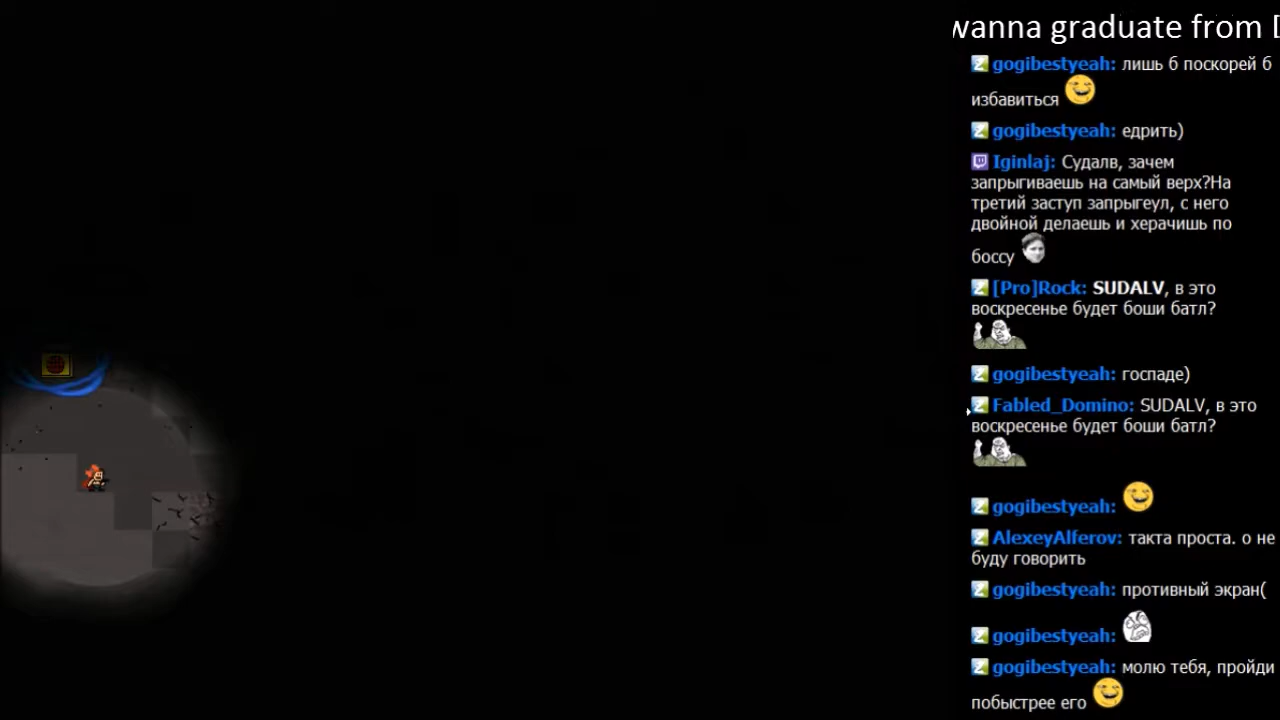 wanna graduate from [
gogibestyeah: лишь б поскорей б
избавиться
gogibestyeah: едрить)
Iginlaj: Судалв, зачем
запрыгиваешь на самый верх?На
третий заступ запрыгеул, с него
двойной делаешь и херачишь по
боссу
[Pro]Rock: SUDALV, в это
воскресенье будет боши батл?
gogibestyeah: госпаде)
Fabled_Domino: SUDALV, в это
воскресенье будет боши батл?
gogibestyeah:
AlexeyAlferov: такта проста. о не
буду говорить
gogibestyeah: противный экран(
gogibestyeah:
gogibestyeah: молю тебя, пройди
побыстрее его